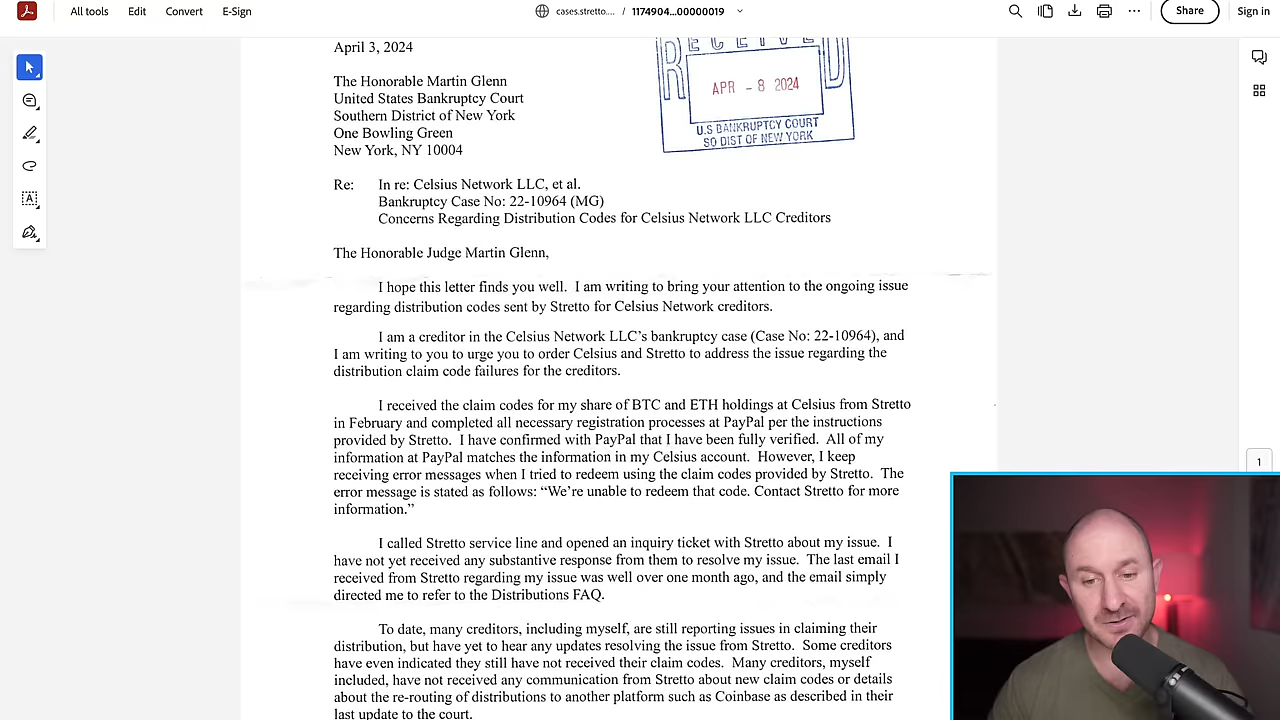 All tools Edit Convert E-Sign cases.stretto.... / 1174904...00000019 Share Sign in
April 3, 2024
RECEIVED
APR - 8 2024
U.S BANKRUPTCY COURT
SO DIST OF NEW YORK
The Honorable Martin Glenn
United States Bankruptcy Court
Southern District of New York
One Bowling Green
New York, NY 10004
Re: In re: Celsius Network LLC, et al.
Bankruptcy Case No: 22-10964 (MG)
Concerns Regarding Distribution Codes for Celsius Network LLC Creditors
The Honorable Judge Martin Glenn,
I hope this letter finds you well. I am writing to bring your attention to the ongoing issue
regarding distribution codes sent by Stretto for Celsius Network creditors.
I am a creditor in the Celsius Network LLC's bankruptcy case (Case No: 22-10964), and
I am writing to you to urge you to order Celsius and Stretto to address the issue regarding the
distribution claim code failures for the creditors.
I received the claim codes for my share of BTC and ETH holdings at Celsius from Stretto
in February and completed all necessary registration processes at PayPal per the instructions
provided by Stretto. I have confirmed with PayPal that I have been fully verified. All of my
information at PayPal matches the information in my Celsius account. However, I keep
receiving error messages when I tried to redeem using the claim codes provided by Stretto. The
error message is stated as follows: “We're unable to redeem that code. Contact Stretto for more
information.”
I called Stretto service line and opened an inquiry ticket with Stretto about my issue. I
have not yet received any substantive response from them to resolve my issue. The last email I
received from Stretto regarding my issue was well over one month ago, and the email simply
directed me to refer to the Distributions FAQ.
To date, many creditors, including myself, are still reporting issues in claiming their
distribution, but have yet to hear any updates resolving the issue from Stretto. Some creditors
have even indicated they still have not received their claim codes. Many creditors, myself
included, have not received any communication from Stretto about new claim codes or details
about the re-routing of distributions to another platform such as Coinbase as described in their
last update to the court.
1